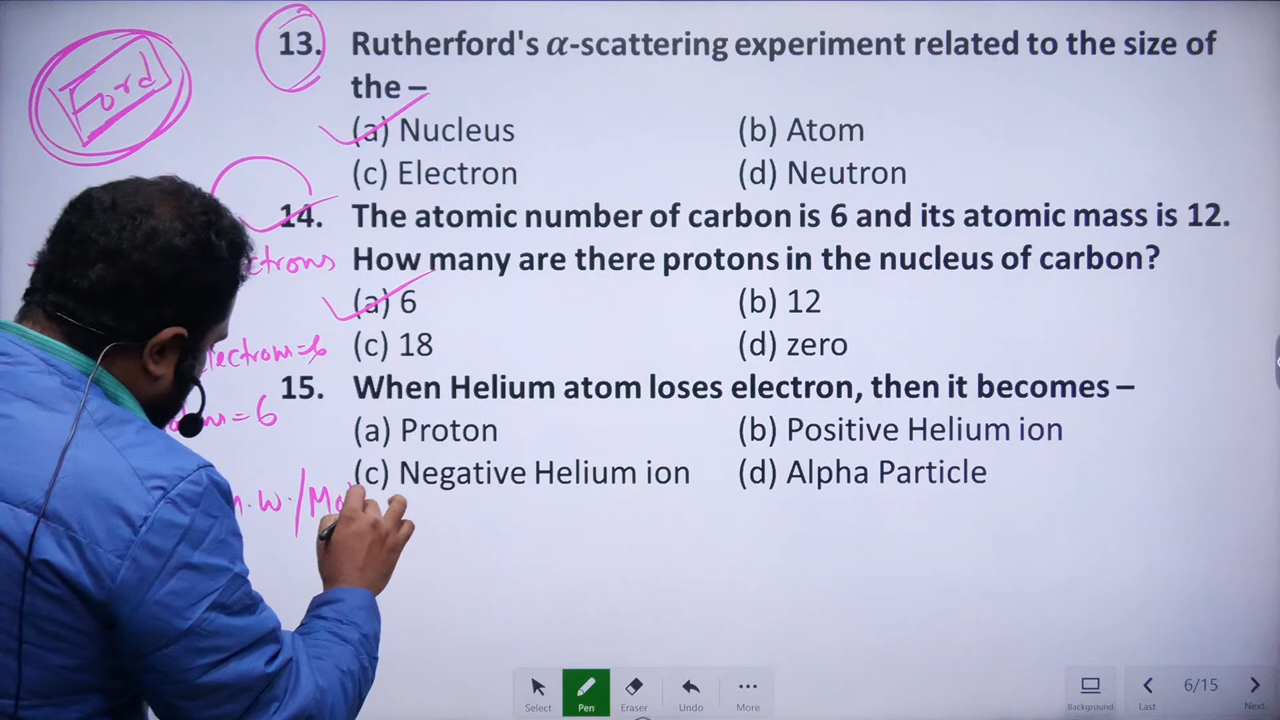 Ford
13. Rutherford's α-scattering experiment related to the size of
the –
(a) Nucleus (b) Atom
(c) Electron (d) Neutron
14. The atomic number of carbon is 6 and its atomic mass is 12.
How many are there protons in the nucleus of carbon?
(a) 6 (b) 12
(c) 18 (d) zero
15. When Helium atom loses electron, then it becomes –
(a) Proton (b) Positive Helium ion
(c) Negative Helium ion (d) Alpha Particle
= 6
Select Pen Eraser Undo More
Background Last 6/15 Next